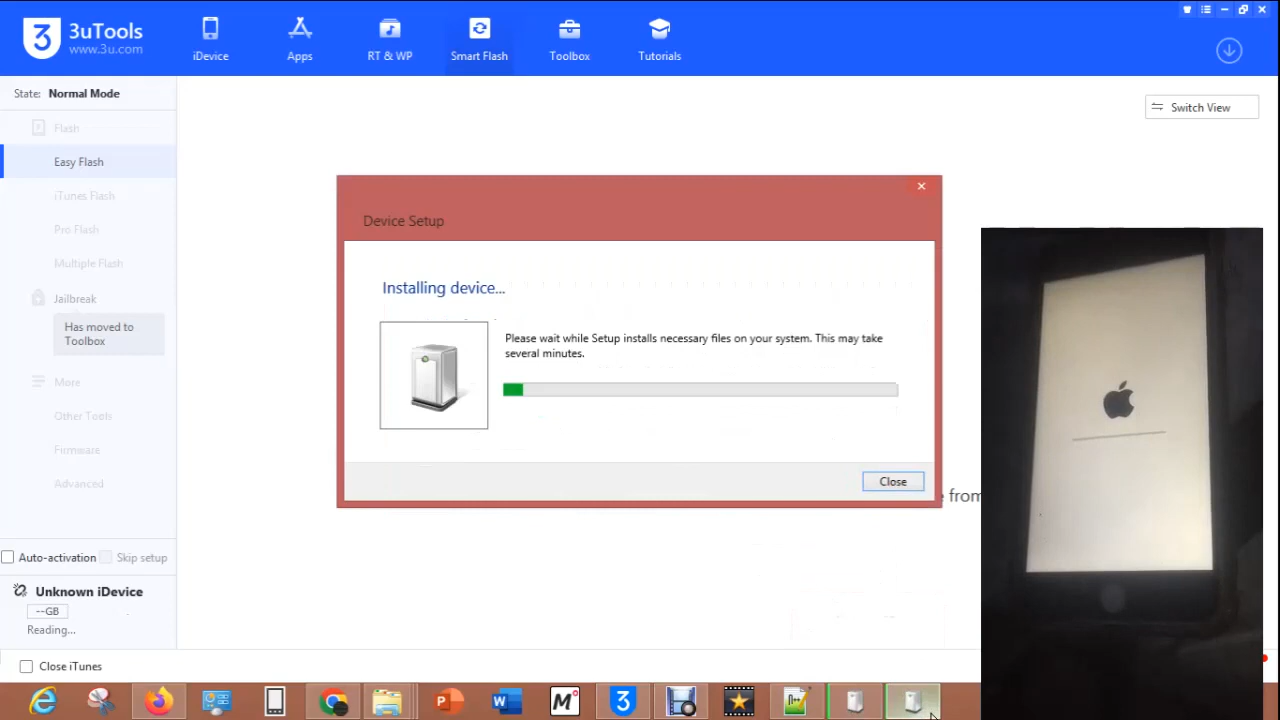 3 3uTools
www.3u.com
iDevice
Apps
RT & WP
Smart Flash
Toolbox
Tutorials
State: Normal Mode
Switch View
Flash
Easy Flash
iTunes Flash
Pro Flash
Multiple Flash
Jailbreak
Has moved to
Toolbox
More
Other Tools
Firmware
Advanced
Auto-activation
Skip setup
Unknown iDevice
--GB
Reading...
Close iTunes
Device Setup
Installing device...
Please wait while Setup installs necessary files on your system. This may take
several minutes.
Close
from